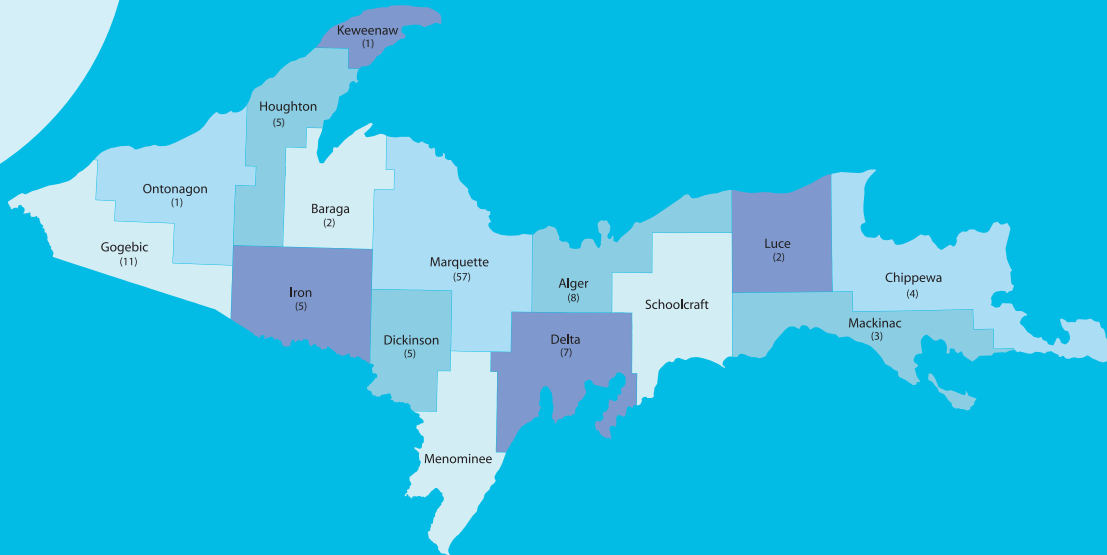 Keweenaw
(1)
Houghton
(5)
Ontonagon
(1)
Baraga
(2)
Gogebic
(11)
Iron
(5)
Marquette
(57)
Dickinson
(5)
Menominee
Alger
(8)
Delta
(7)
Schoolcraft
Luce
(2)
Chippewa
(4)
Mackinac
(3)